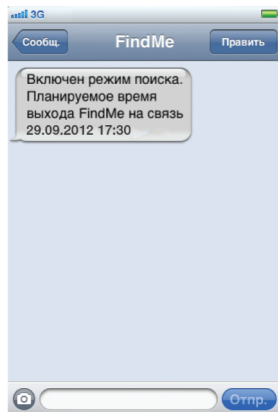 3G
Сообщ.
FindMe
Править
Включен режим поиска.
Планируемое время
выхода FindMe на связь
29.09.2012 17:30
Отпр.